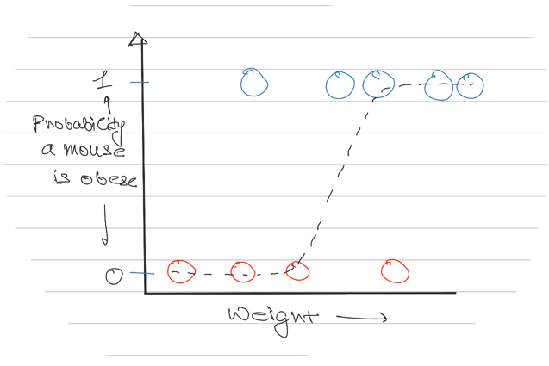 1
Probability
a mouse
is obese
0
Weight